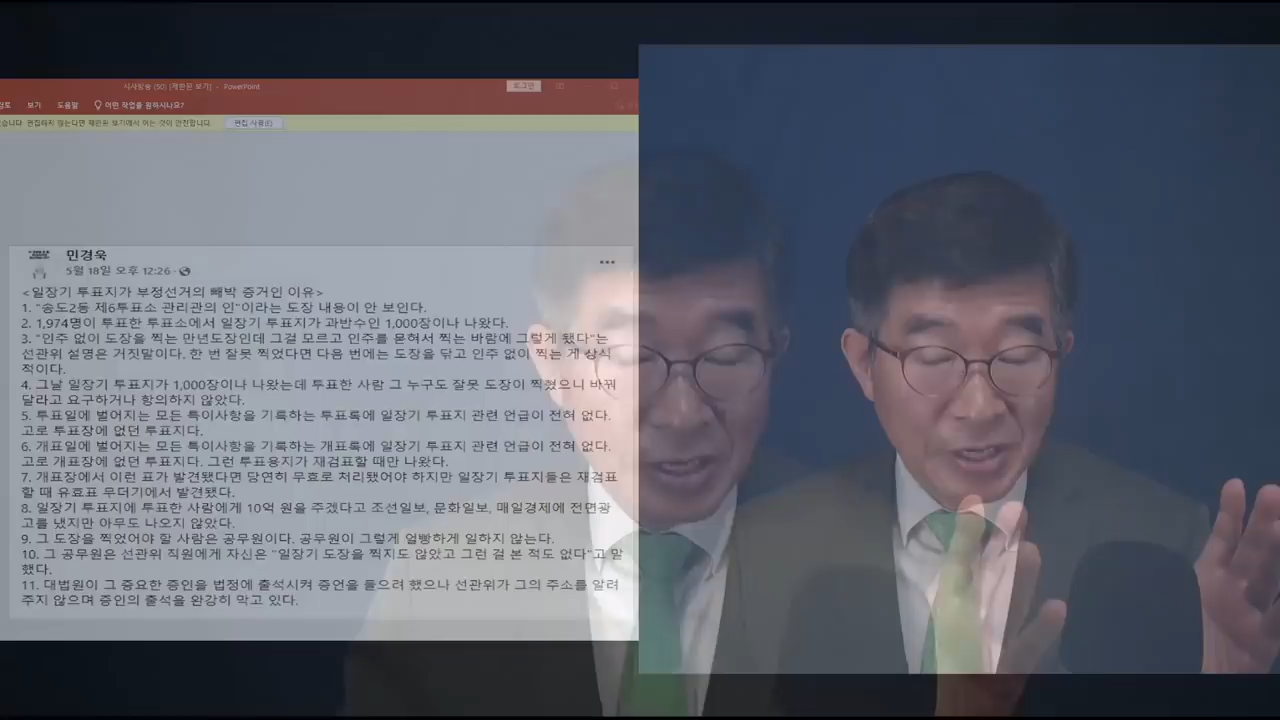 시사방송 (50) [제한된 보기] - PowerPoint
로그인
검토 보기 도움말 어떤 작업을 원하시나요?
편집하지 않는다면 제한된 보기에서 여는 것이 안전합니다. 편집 사용(E)
민경욱
5월 18일 오후 12:26 ·
<일장기 투표지가 부정선거의 빼박 증거인 이유>
1. "송도2동 제6투표소 관리관의 인"이라는 도장 내용이 안 보인다.
2. 1,974명이 투표한 투표소에서 일장기 투표지가 과반수인 1,000장이나 나왔다.
3. "인주 없이 도장을 찍는 만년도장인데 그걸 모르고 인주를 묻혀서 찍는 바람에 그렇게 됐다"는
선관위 설명은 거짓말이다. 한 번 잘못 찍었다면 다음 번에는 도장을 닦고 인주 없이 찍는 게 상식
적이다.
4. 그날 일장기 투표지가 1,000장이나 나왔는데 투표한 사람 그 누구도 잘못 도장이 찍혔으니 바꿔
달라고 요구하거나 항의하지 않았다.
5. 투표일에 벌어지는 모든 특이사항을 기록하는 투표록에 일장기 투표지 관련 언급이 전혀 없다.
고로 투표장에 없던 투표지다.
6. 개표일에 벌어지는 모든 특이사항을 기록하는 개표록에 일장기 투표지 관련 언급이 전혀 없다.
고로 개표장에 없던 투표지다. 그런 투표용지가 재검표할 때만 나왔다.
7. 개표장에서 이런 표가 발견됐다면 당연히 무효로 처리됐어야 하지만 일장기 투표지들은 재검표
할 때 유효표 무더기에서 발견됐다.
8. 일장기 투표지에 투표한 사람에게 10억 원을 주겠다고 조선일보, 문화일보, 매일경제에 전면광
고를 냈지만 아무도 나오지 않았다.
9. 그 도장을 찍었어야 할 사람은 공무원이다. 공무원이 그렇게 얼빵하게 일하지 않는다.
10. 그 공무원은 선관위 직원에게 자신은 "일장기 도장을 찍지도 않았고 그런 걸 본 적도 없다"고 말
했다.
11. 대법원이 그 중요한 증인을 법정에 출석시켜 증언을 들으려 했으나 선관위가 그의 주소를 알려
주지 않으며 증인의 출석을 완강히 막고 있다.